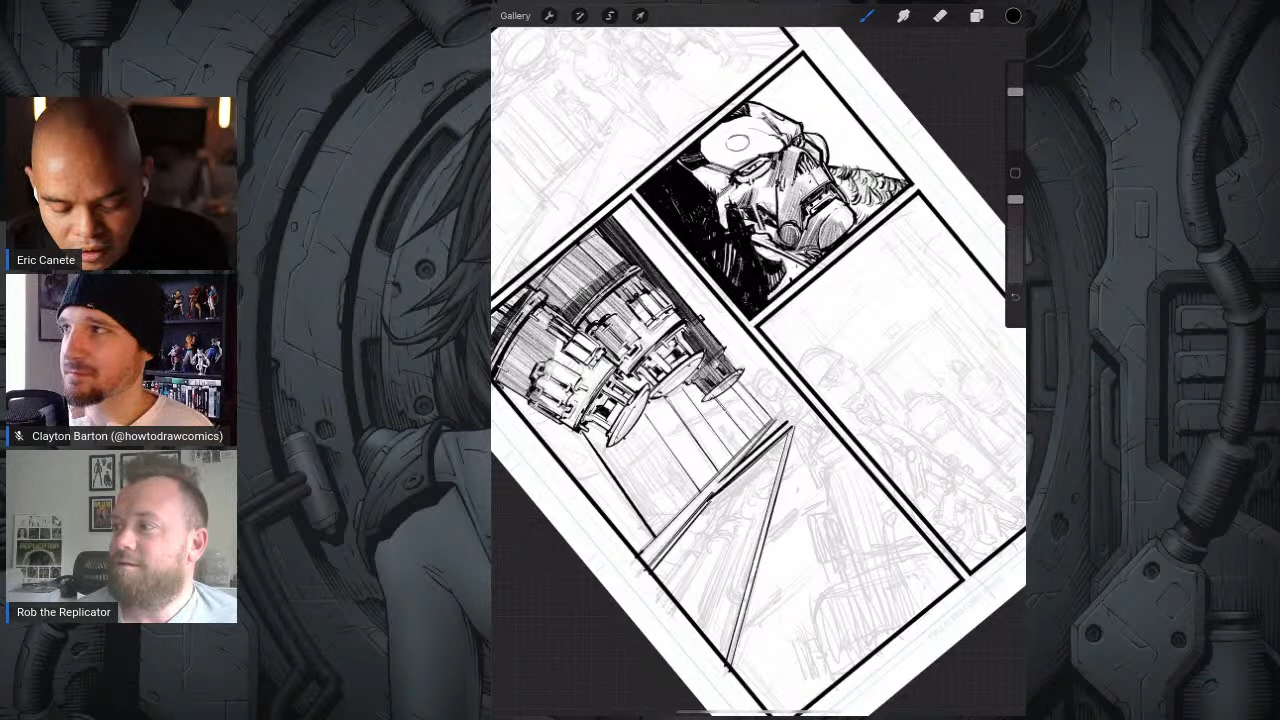 Gallery
Eric Canete
Clayton Barton (@howtodrawcomics)
Rob the Replicator